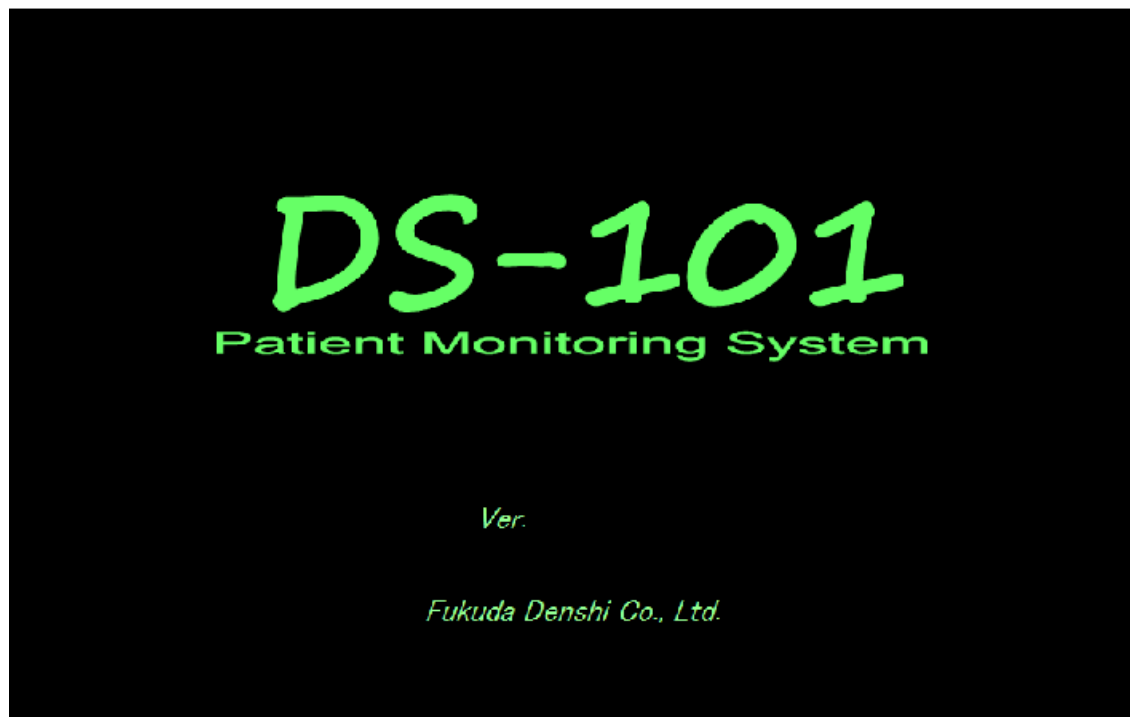 DS-101
Patient Monitoring System
Ver.
Fukuda Denshi Co., Ltd.